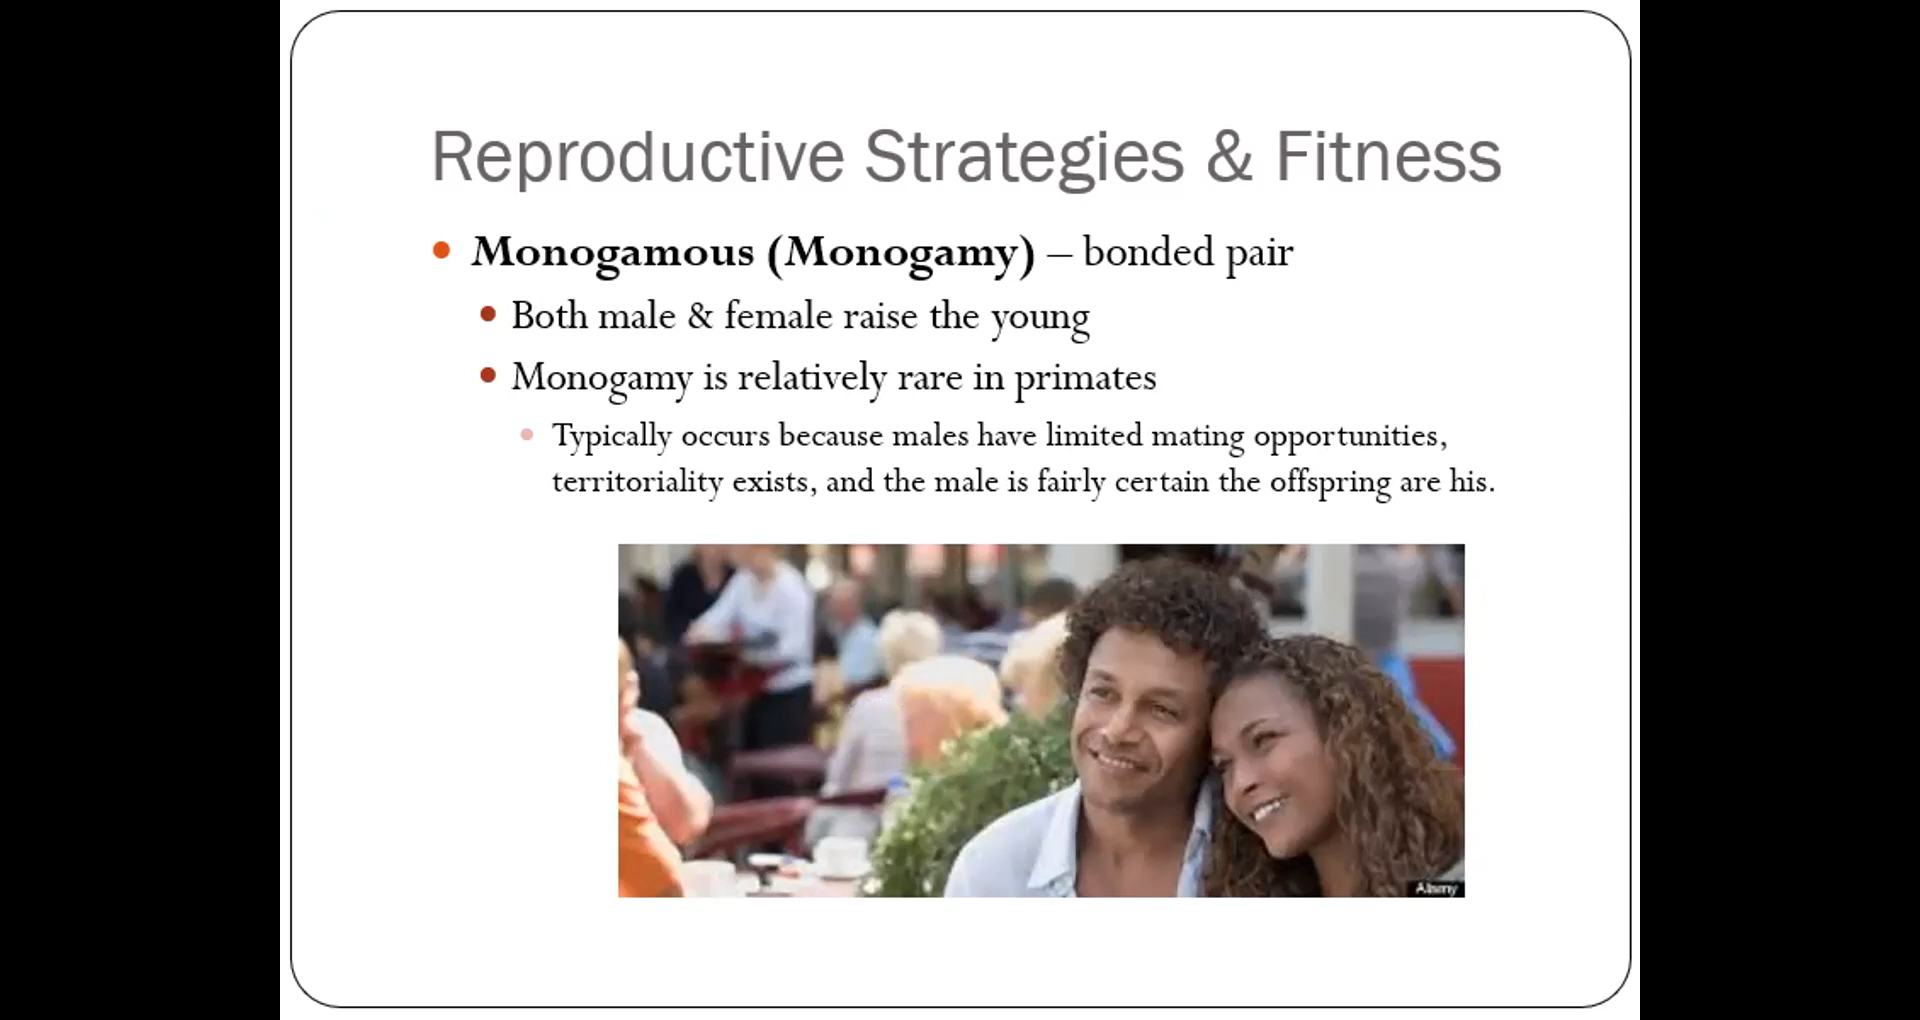 Reproductive Strategies & Fitness
Monogamous (Monogamy) – bonded pair
Both male & female raise the young
Monogamy is relatively rare in primates
Typically occurs because males have limited mating opportunities,
territoriality exists, and the male is fairly certain the offspring are his.
Alamy